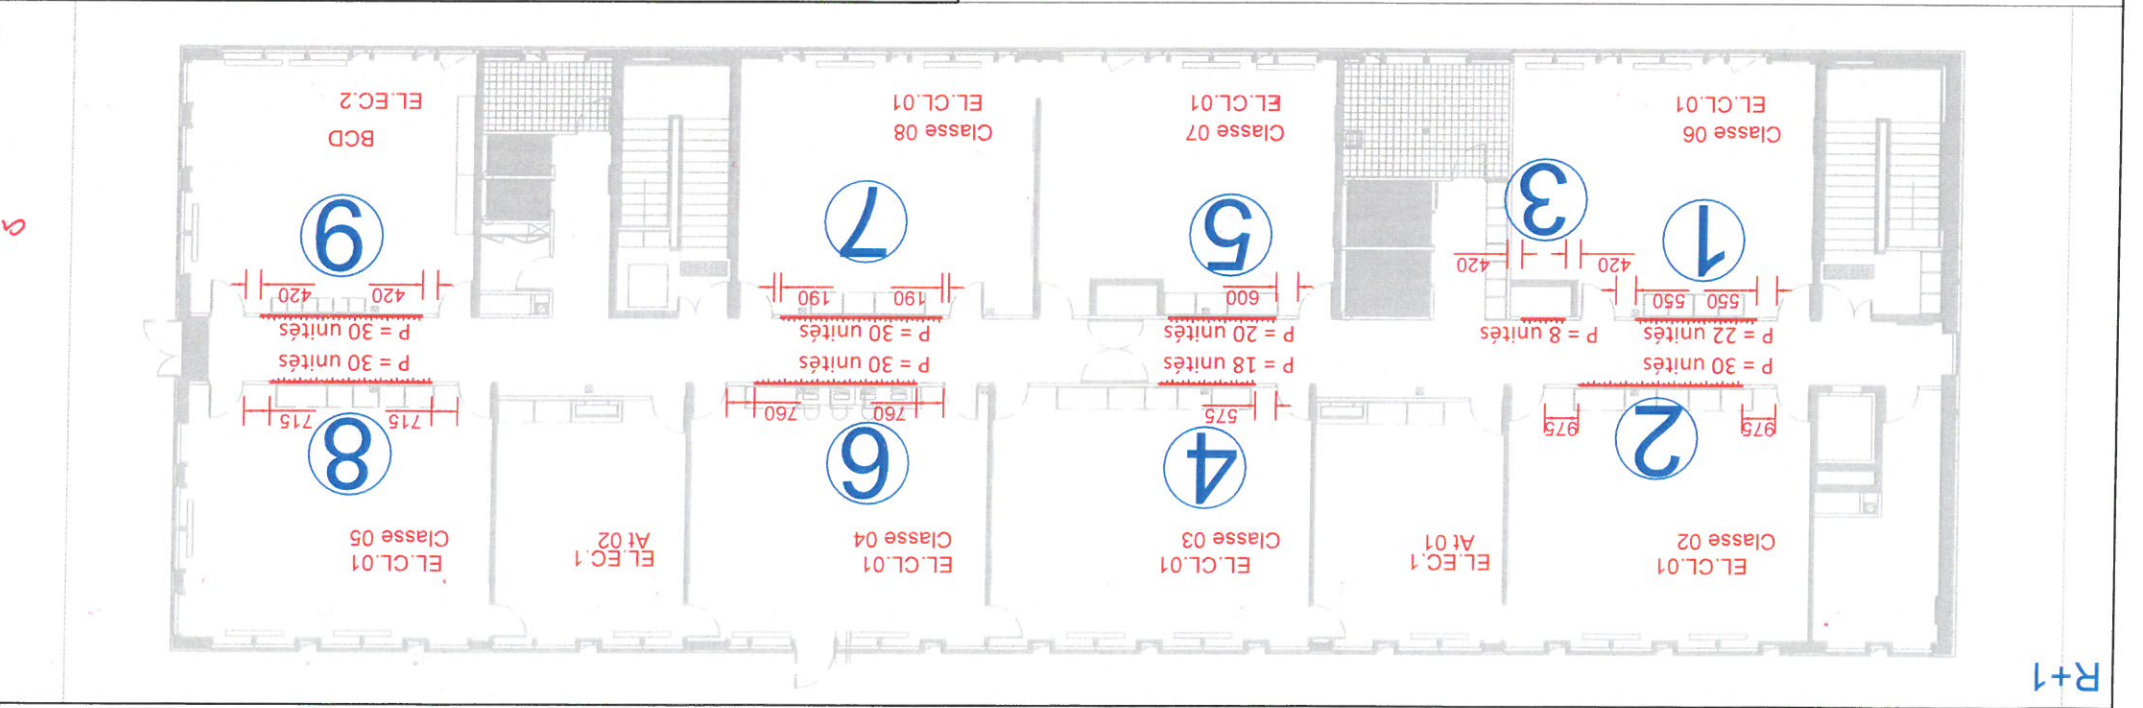 R+1
EL.CL.01
Classe 02
EL.EC.1
At 01
EL.CL.01
Classe 03
EL.CL.01
Classe 04
EL.EC.1
At 02
EL.CL.01
Classe 05
2
4
6
8
975
975
575
760
760
715
715
P = 30 unités
P = 18 unités
P = 30 unités
P = 30 unités
P = 22 unités
P = 8 unités
P = 20 unités
P = 30 unités
P = 30 unités
550
550
420
420
600
190
190
420
420
1
3
5
7
9
Classe 06
EL.CL.01
Classe 07
EL.CL.01
Classe 08
EL.CL.01
BCD
EL.EC.2